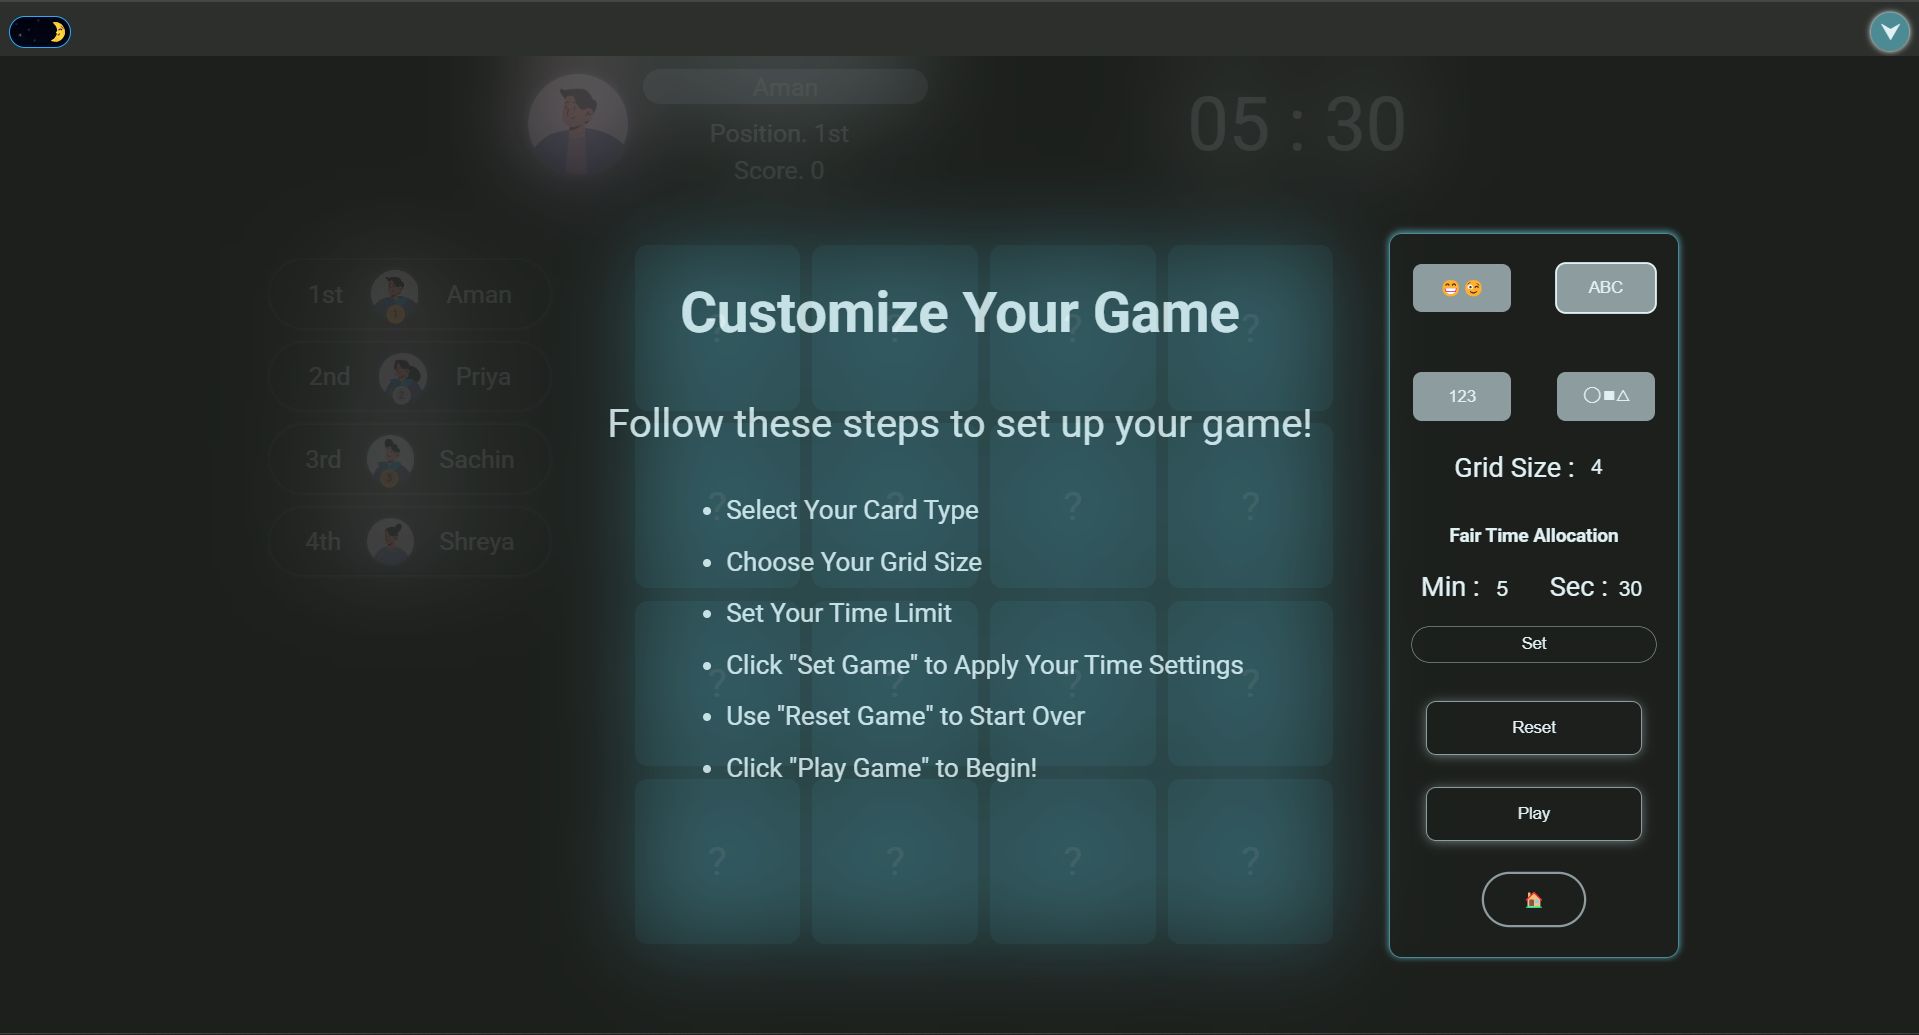 Aman
Position. 1st
Score. 0
05 : 30
1st Aman
2nd Priya
3rd Sachin
4th Shreya
Customize Your Game
Follow these steps to set up your game!
• Select Your Card Type
• Choose Your Grid Size
• Set Your Time Limit
• Click "Set Game" to Apply Your Time Settings
• Use "Reset Game" to Start Over
• Click "Play Game" to Begin!
? ? ? ?
? ? ? ?
? ? ? ?
? ? ? ?
😁 😉 ABC
123 ◯■△
Grid Size : 4
Fair Time Allocation
Min : 5 Sec : 30
Set
Reset
Play
🏠